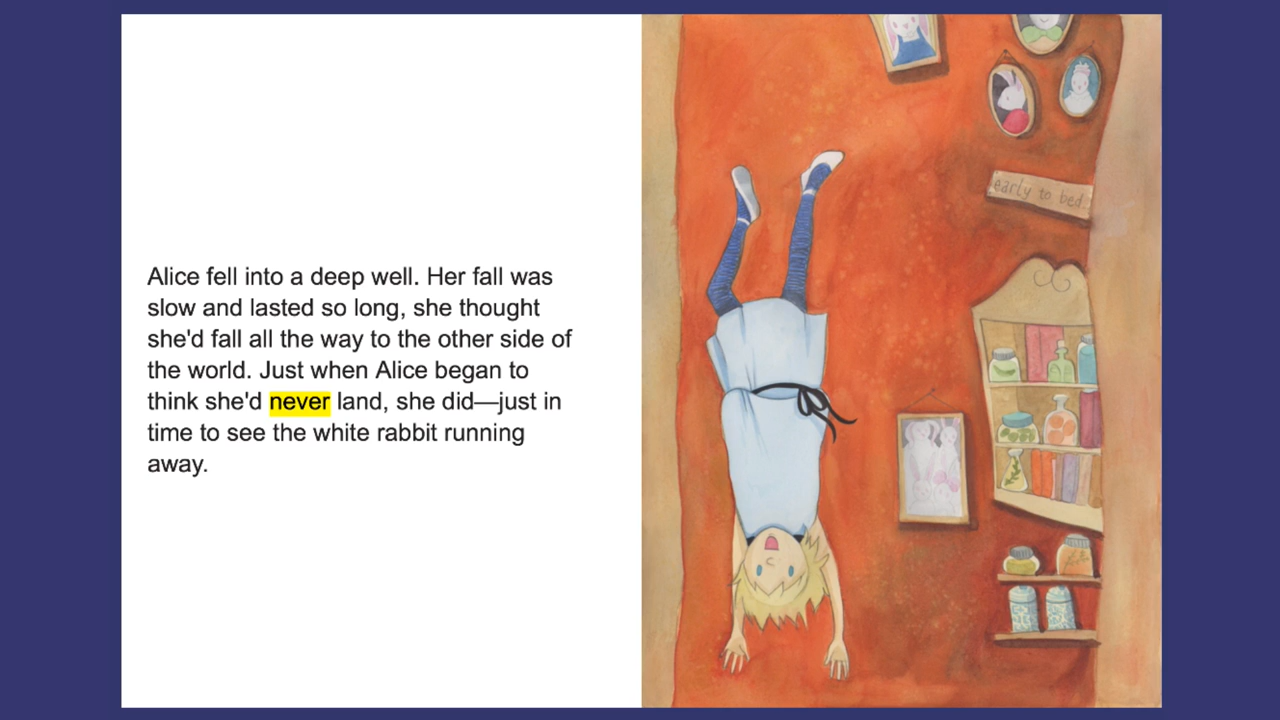 Alice fell into a deep well. Her fall was
slow and lasted so long, she thought
she'd fall all the way to the other side of
the world. Just when Alice began to
think she'd never land, she did—just in
time to see the white rabbit running
away.
early to bed